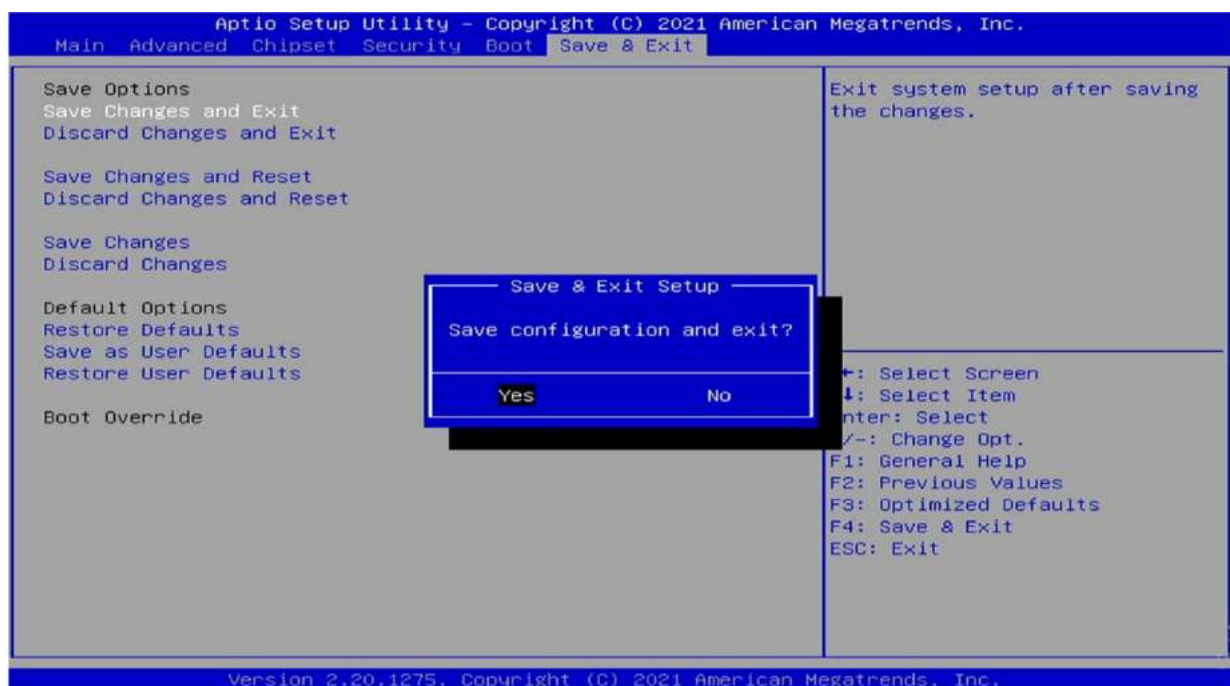 Aptio Setup Utility – Copyright (C) 2021 American Megatrends, Inc.
Main Advanced Chipset Security Boot Save & Exit
Save Options
Save Changes and Exit
Discard Changes and Exit
Save Changes and Reset
Discard Changes and Reset
Save Changes
Discard Changes
Default Options
Restore Defaults
Save as User Defaults
Restore User Defaults
Boot Override
Save & Exit Setup
Save configuration and exit?
Yes No
Exit system setup after saving
the changes.
←: Select Screen
↓: Select Item
nter: Select
/-: Change Opt.
F1: General Help
F2: Previous Values
F3: Optimized Defaults
F4: Save & Exit
ESC: Exit
Version 2.20.1275. Copyright (C) 2021 American Megatrends, Inc.